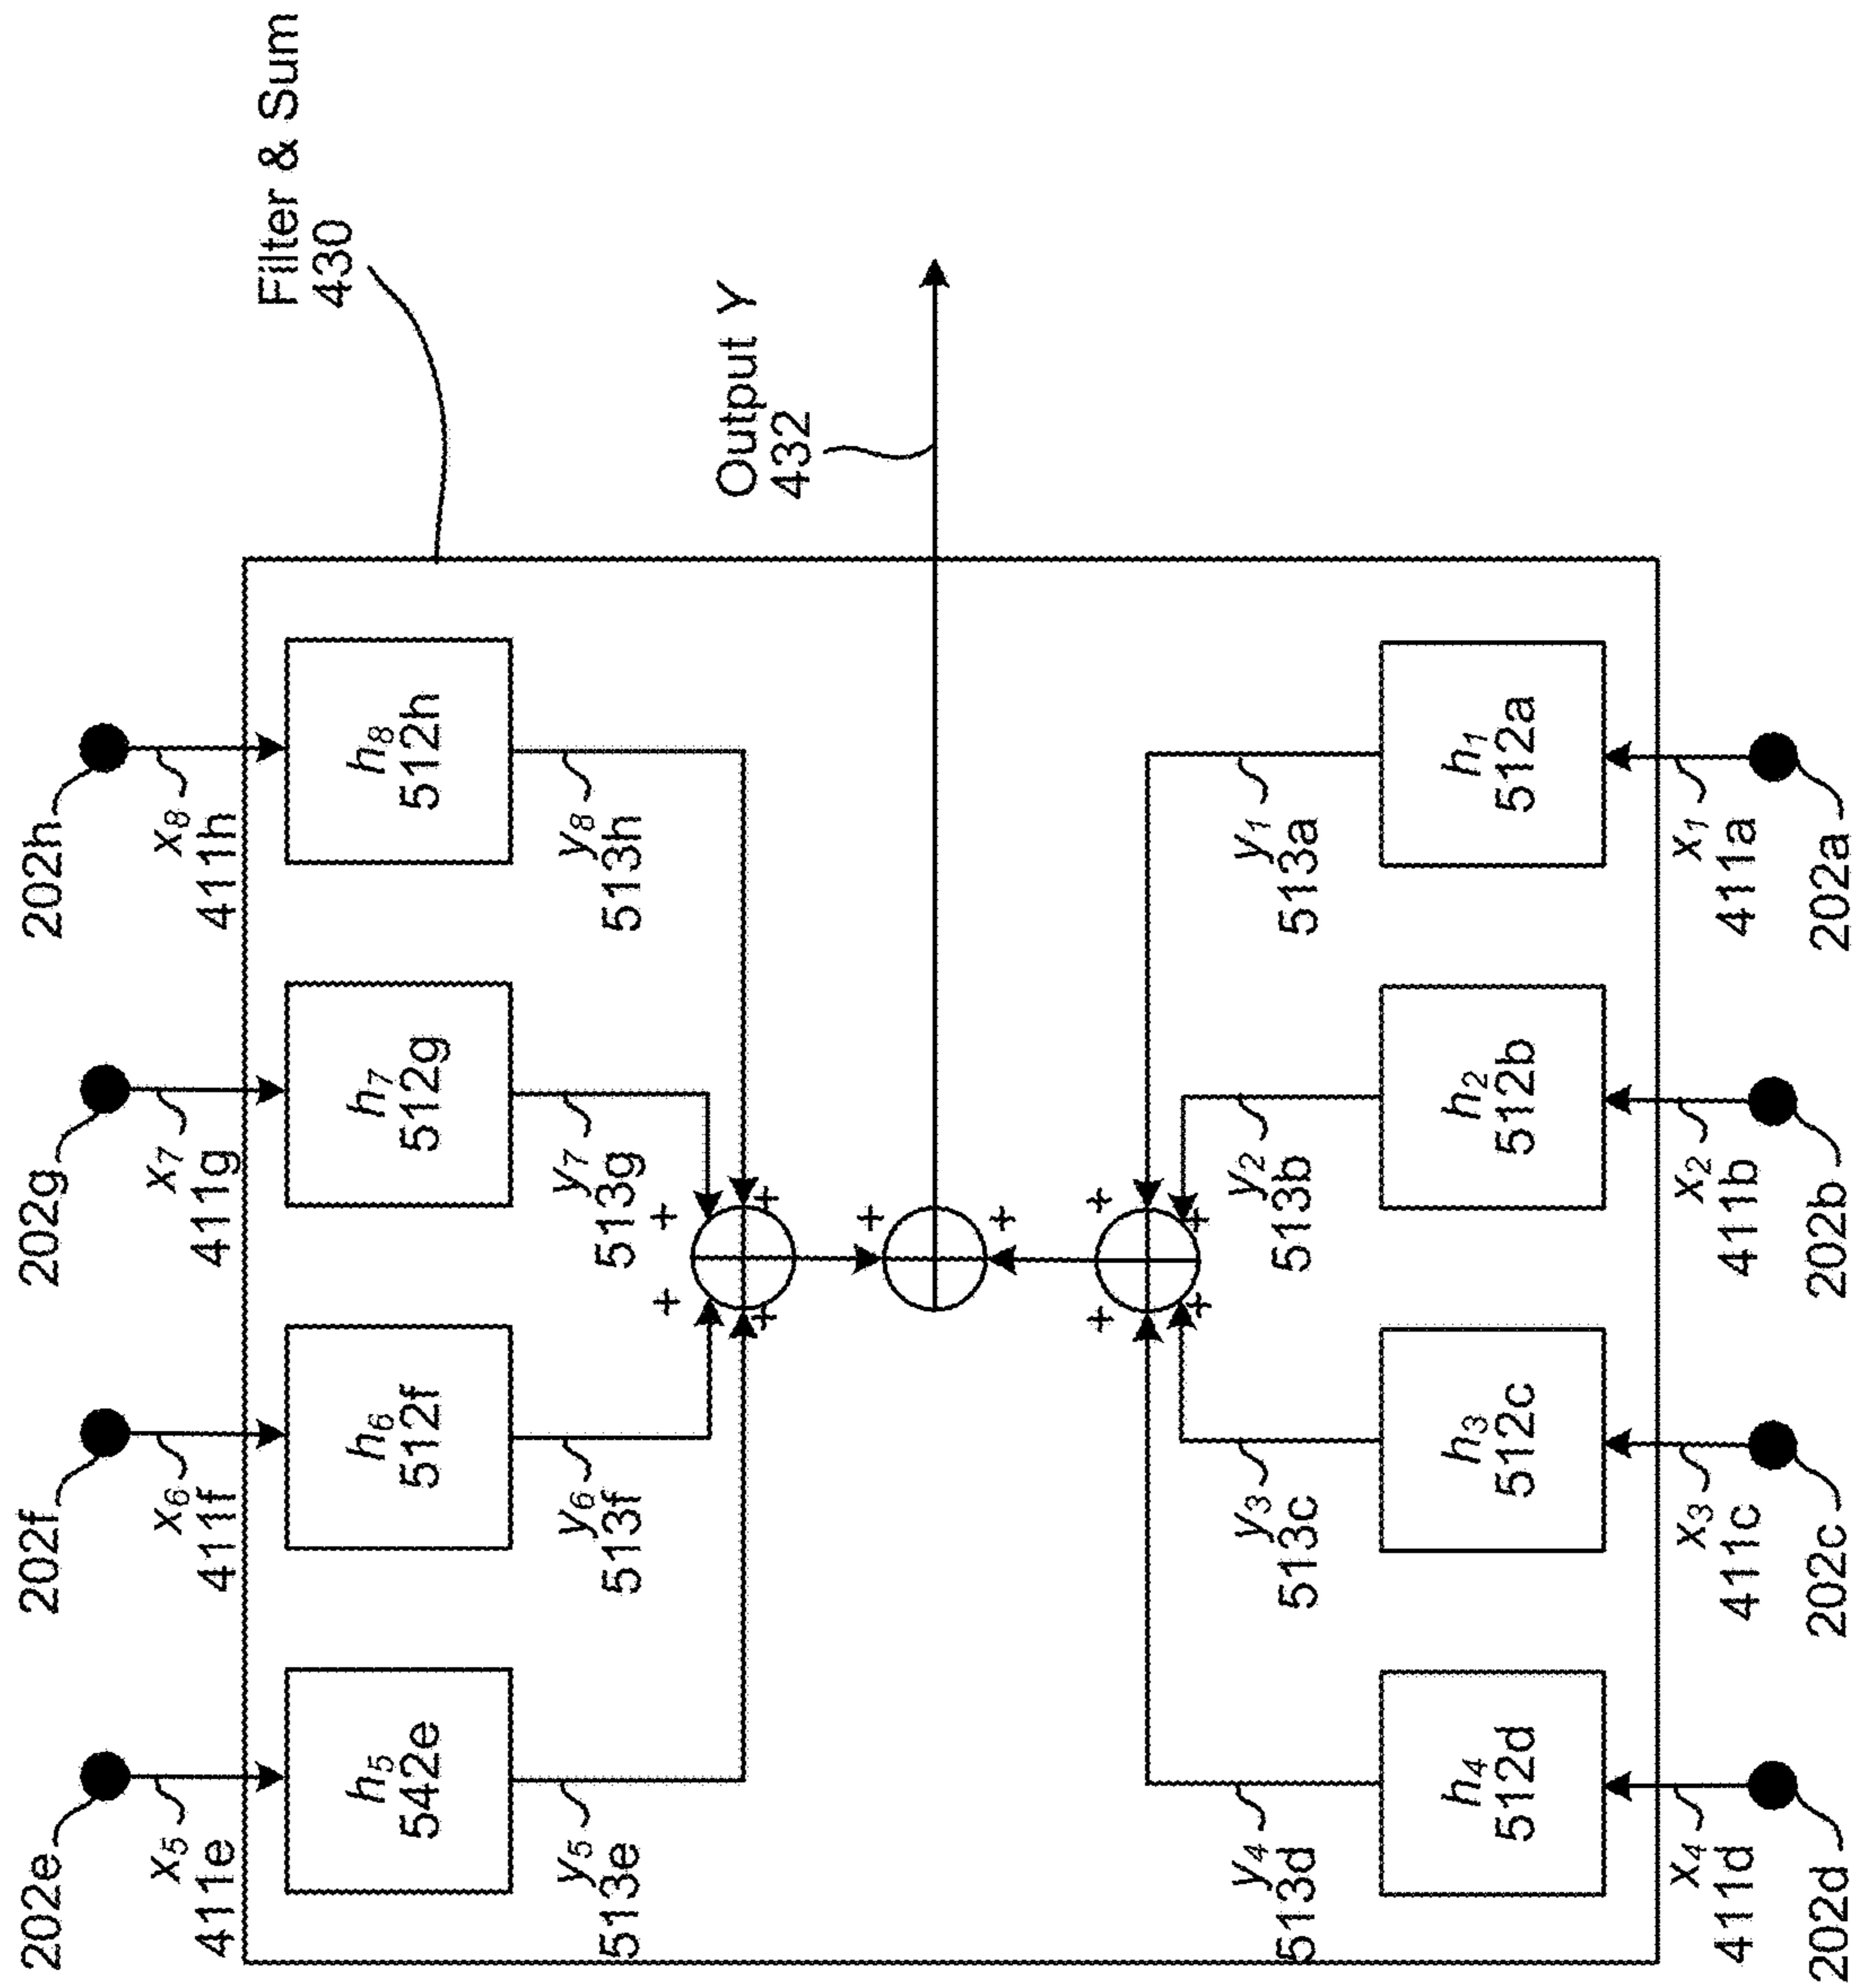 202d
x4
411d
h4
512d
y4
513d
y5
513e
h5
542e
x5
411e
202e
202c
x3
411c
h3
512c
y3
513c
y6
513f
h6
512f
x6
411f
202f
+ + + +
+ +
+ + + +
202b
x2
411b
h2
512b
y2
513b
y7
513g
h7
512g
x7
411g
202g
202a
x1
411a
h1
512a
y1
513a
y8
513h
h8
512h
x8
411h
202h
Output Y
432
Filter & Sum
430